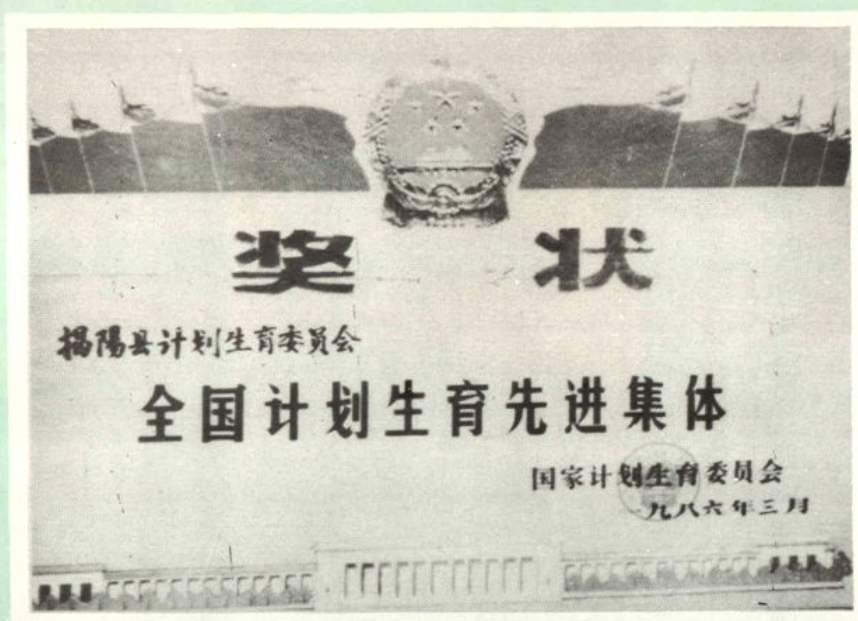 奖 状
揭陽县计划生育委员会
全国计划生育先进集体
国家计划生育委员会
一九八六年三月